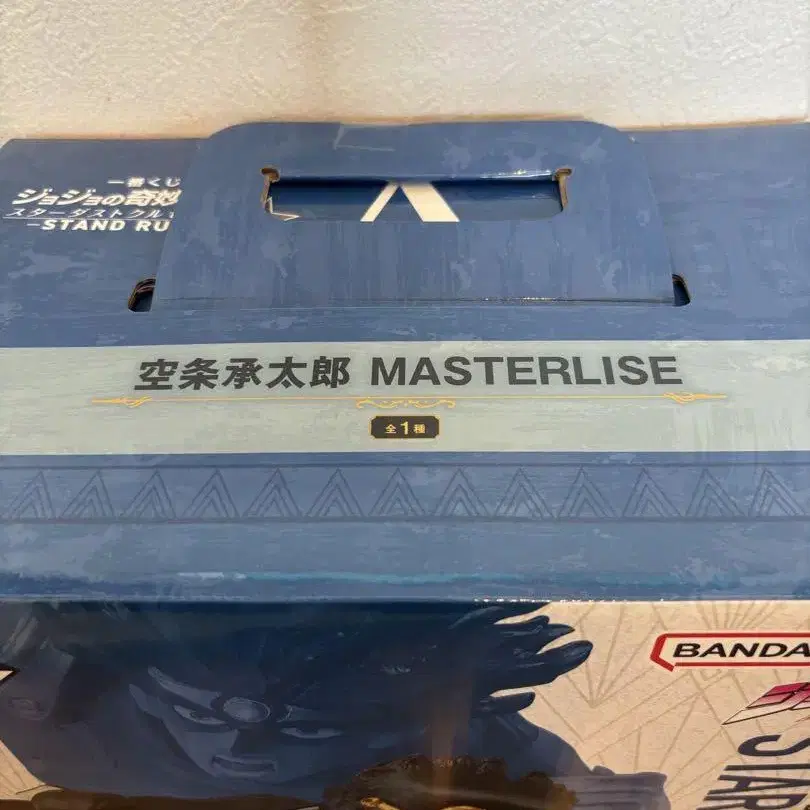 一番くじ
ジョジョの奇妙
スターダストクル
-STAND RU
空条承太郎 MASTERLISE
全1種
BANDA
STAR